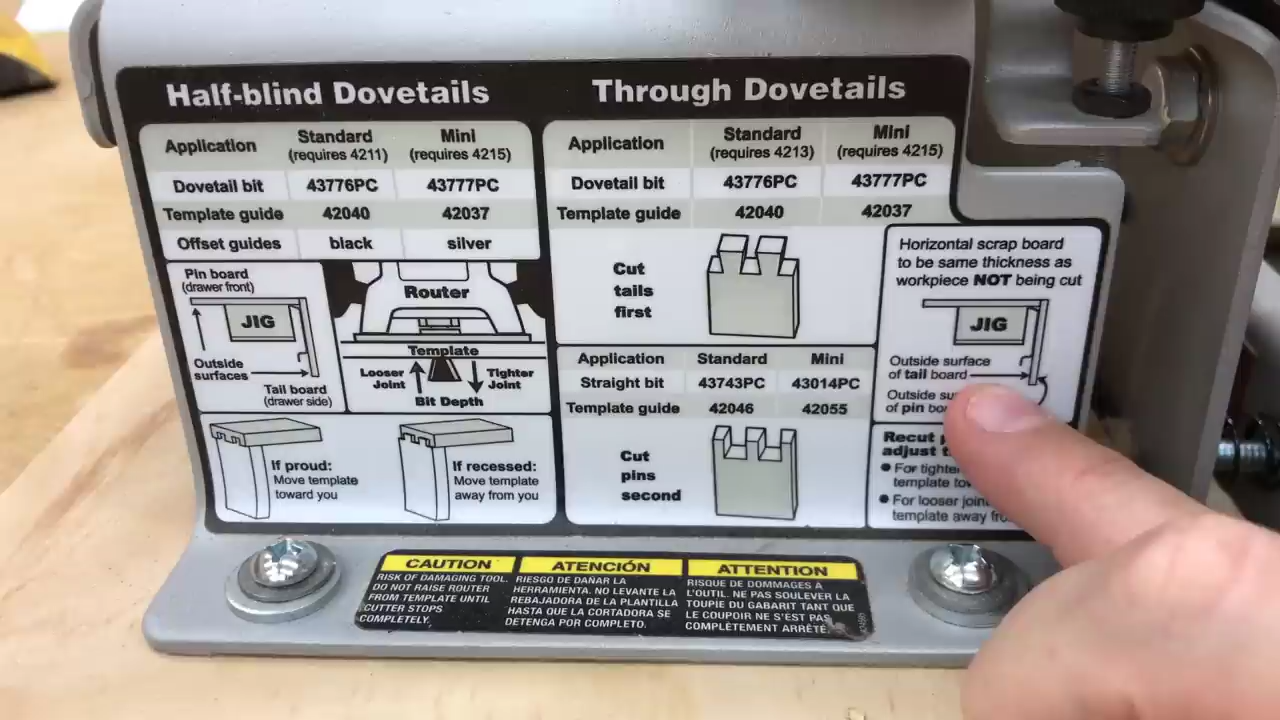 Half-blind Dovetails
Application Standard Mini
(requires 4211) (requires 4215)
Dovetail bit 43776PC 43777PC
Template guide 42040 42037
Offset guides black silver
Pin board
(drawer front)
JIG
Outside
surfaces
Tail board
(drawer side)
Router
Template
Looser
Joint
Tighter
Joint
Bit Depth
If proud:
Move template
toward you
If recessed:
Move template
away from you
Through Dovetails
Application Standard Mini
(requires 4213) (requires 4215)
Dovetail bit 43776PC 43777PC
Template guide 42040 42037
Cut
tails
first
Application Standard Mini
Straight bit 43743PC 43014PC
Template guide 42046 42055
Cut
pins
second
Horizontal scrap board
to be same thickness as
workpiece NOT being cut
JIG
Outside surface
of tail board
Outside
of pin
Recut
adjust
For
template
For looser
template away
CAUTION
RISK OF DAMAGING TOOL.
DO NOT RAISE ROUTER
FROM TEMPLATE UNTIL
CUTTER STOPS
COMPLETELY.
ATENCIÓN
RIESGO DE DAÑAR LA
HERRAMIENTA. NO LEVANTE LA
REBAJADORA DE LA PLANTILLA
HASTA QUE LA CORTADORA SE
DETENGA POR COMPLETO.
ATTENTION
RISQUE DE DOMMAGES A
L'OUTIL. NE PAS SOULEVER LA
TOUPIE DU GABARIT TANT QUE
LE COUPOIR NE S'EST PAS
COMPLÈTEMENT ARRÊTÉ.